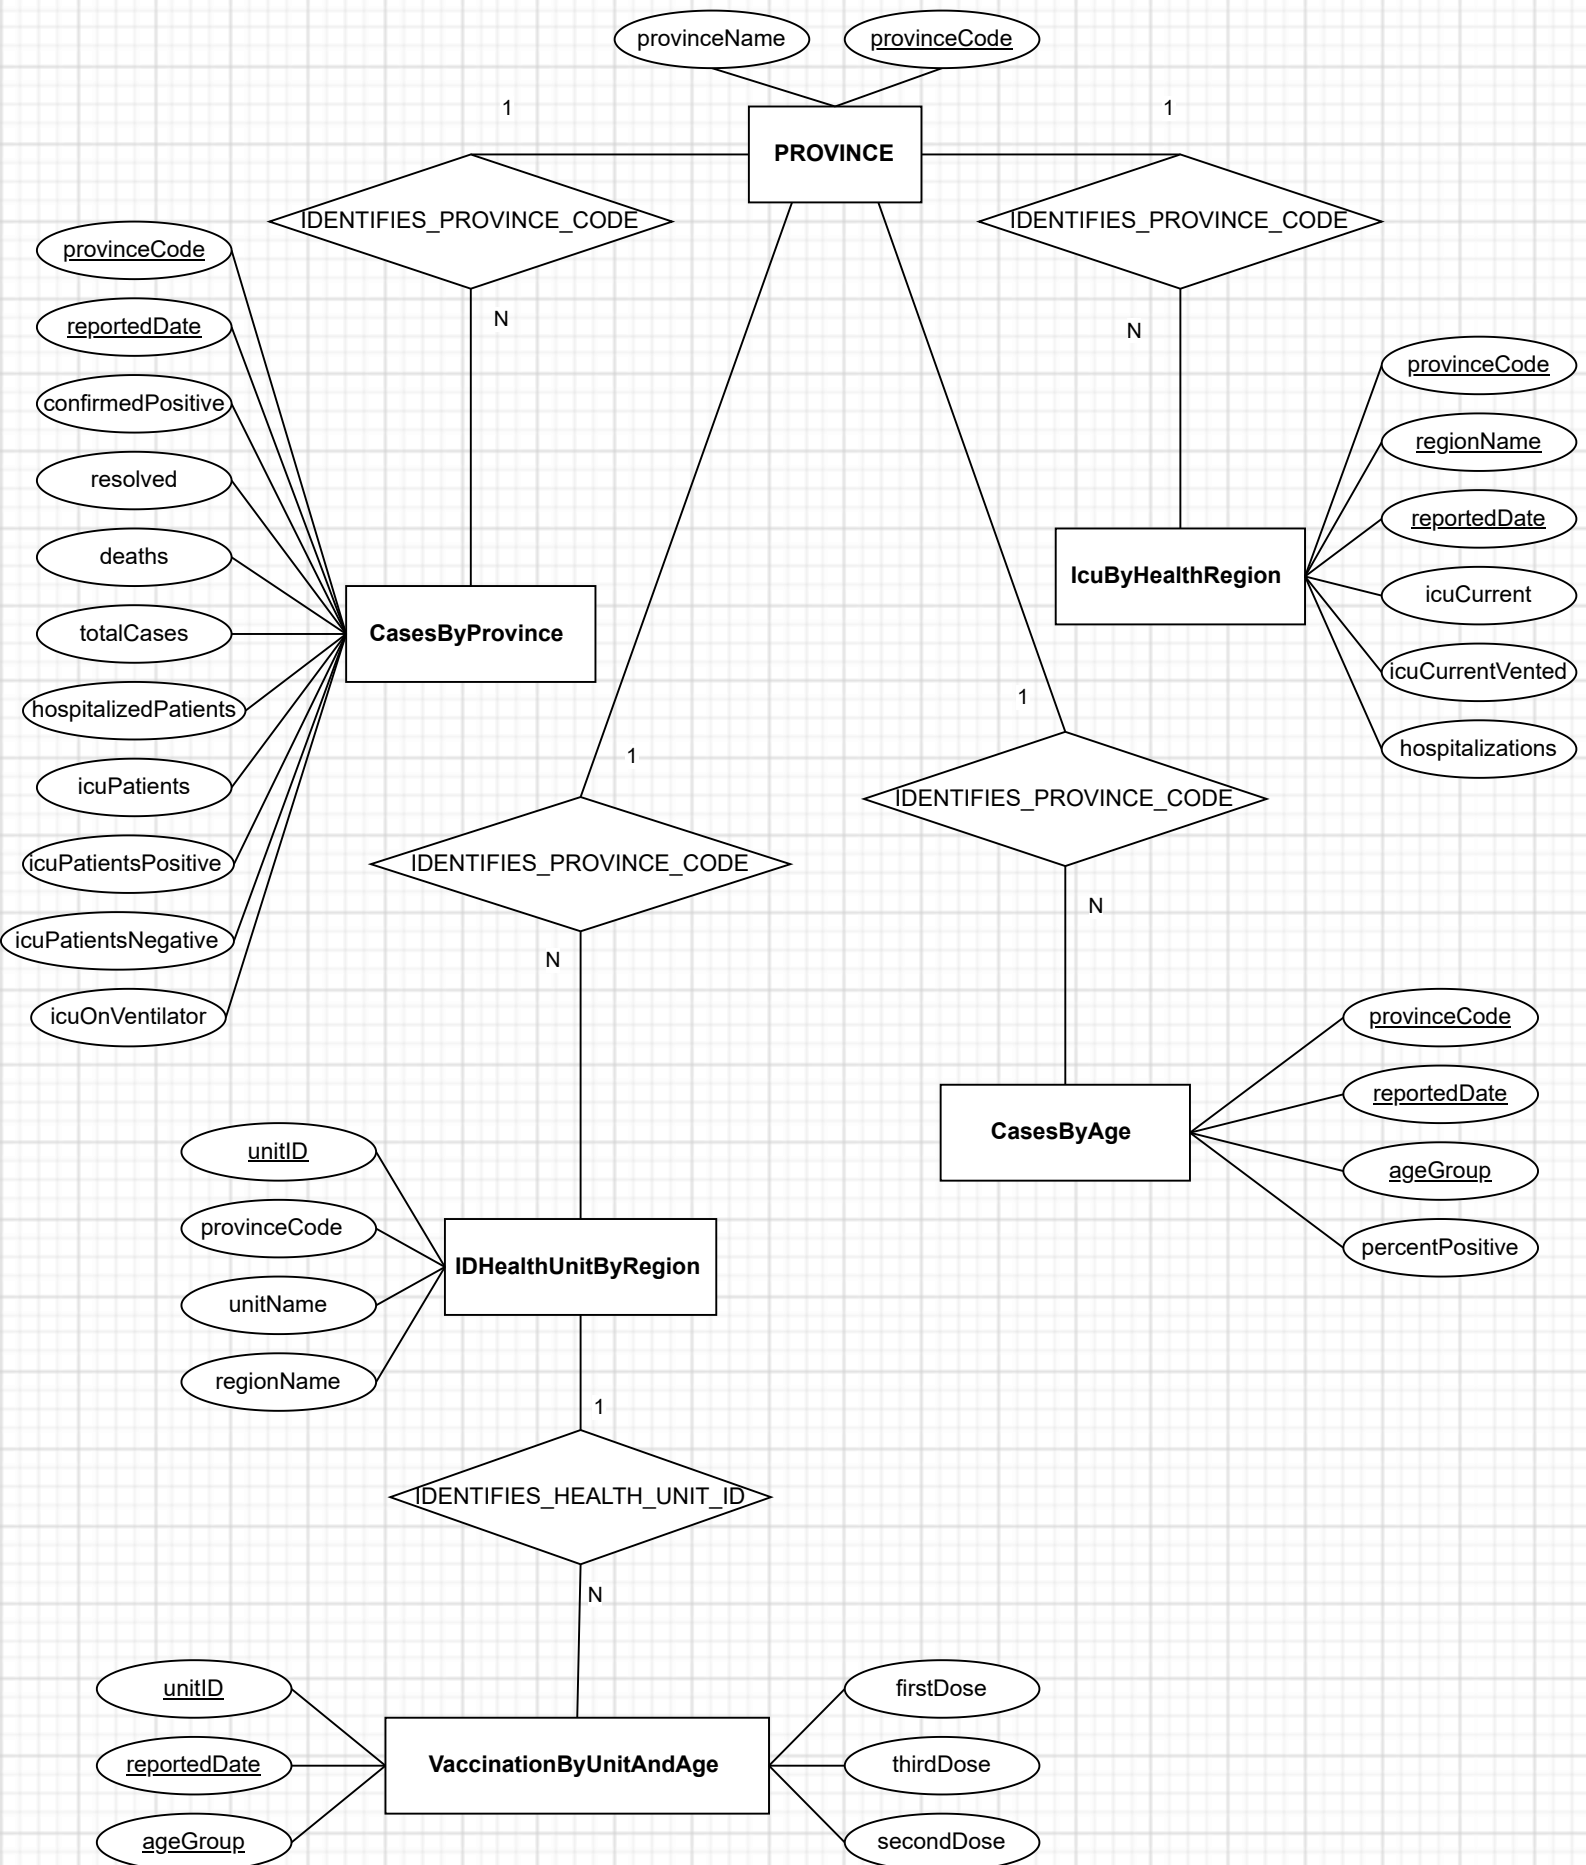 provinceName
provinceCode
1
1
PROVINCE
IDENTIFIES_PROVINCE_CODE
IDENTIFIES_PROVINCE_CODE
provinceCode
reportedDate
confirmedPositive
resolved
deaths
totalCases
hospitalizedPatients
icuPatients
icuPatientsPositive
icuPatientsNegative
icuOnVentilator
N
CasesByProvince
N
provinceCode
regionName
reportedDate
icuCurrent
icuCurrentVented
hospitalizations
IcuByHealthRegion
1
1
IDENTIFIES_PROVINCE_CODE
IDENTIFIES_PROVINCE_CODE
N
N
provinceCode
reportedDate
ageGroup
percentPositive
CasesByAge
unitID
provinceCode
unitName
regionName
IDHealthUnitByRegion
1
IDENTIFIES_HEALTH_UNIT_ID
N
unitID
reportedDate
ageGroup
VaccinationByUnitAndAge
firstDose
thirdDose
secondDose